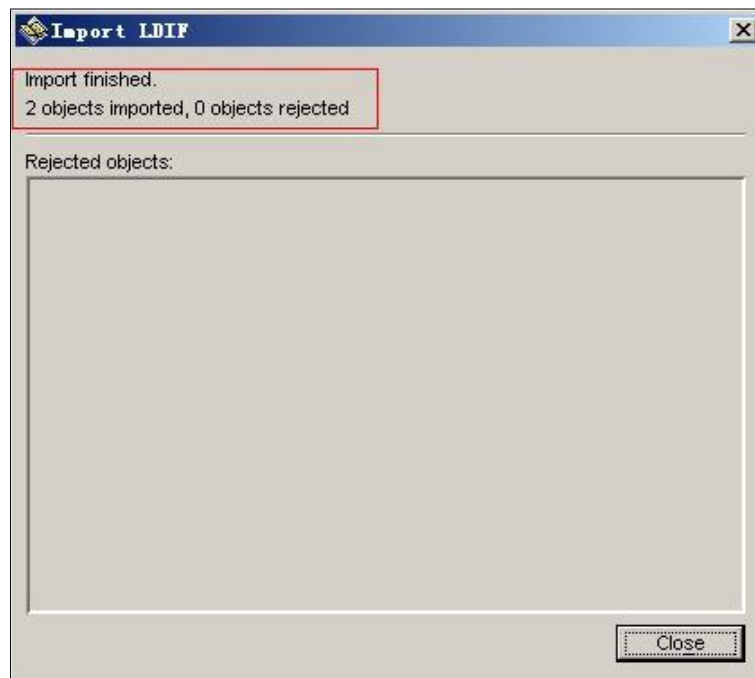 Import LDIF
Import finished.
2 objects imported, 0 objects rejected
Rejected objects:
Close